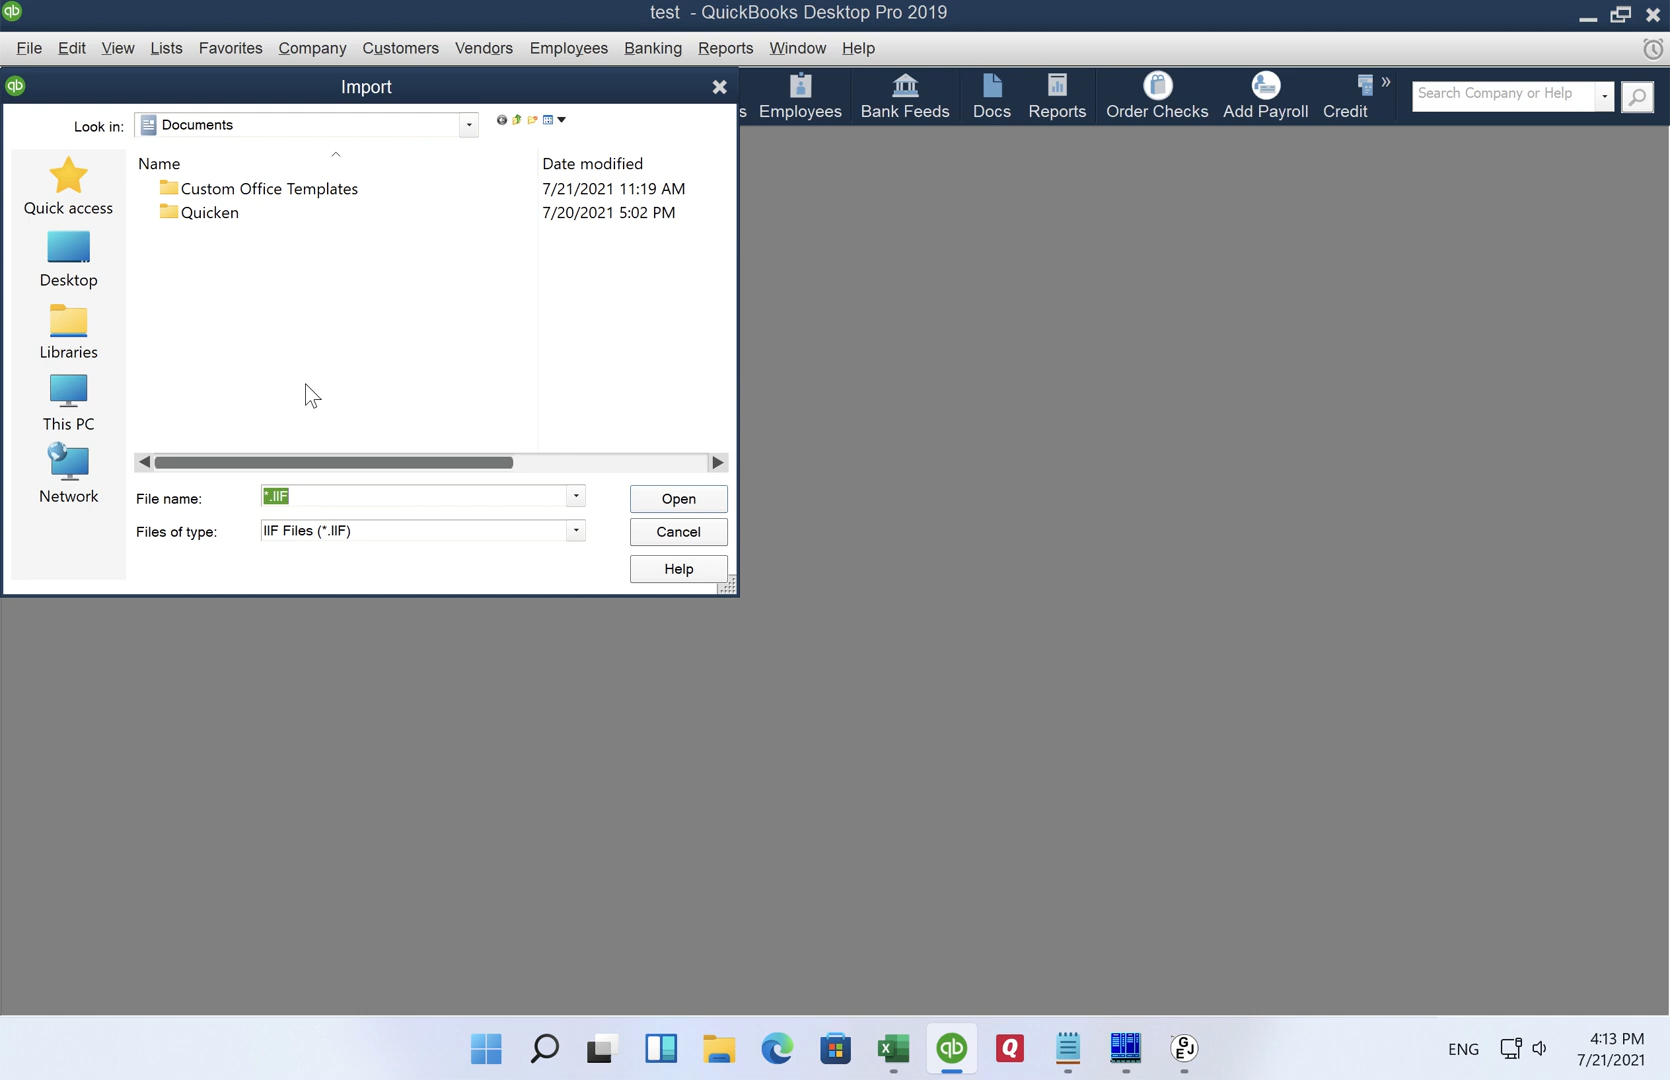 qb
test - QuickBooks Desktop Pro 2019
File Edit View Lists Favorites Company Customers Vendors Employees Banking Reports Window Help
qb
Import
s Employees Bank Feeds Docs Reports Order Checks Add Payroll Credit »
Search Company or Help
Look in: Documents
Name Date modified
Custom Office Templates 7/21/2021 11:19 AM
Quicken 7/20/2021 5:02 PM
Quick access
Desktop
Libraries
This PC
Network
File name: *.IIF Open
Files of type: IIF Files (*.IIF) Cancel
Help
X qb Q GEJ
ENG 4:13 PM
7/21/2021